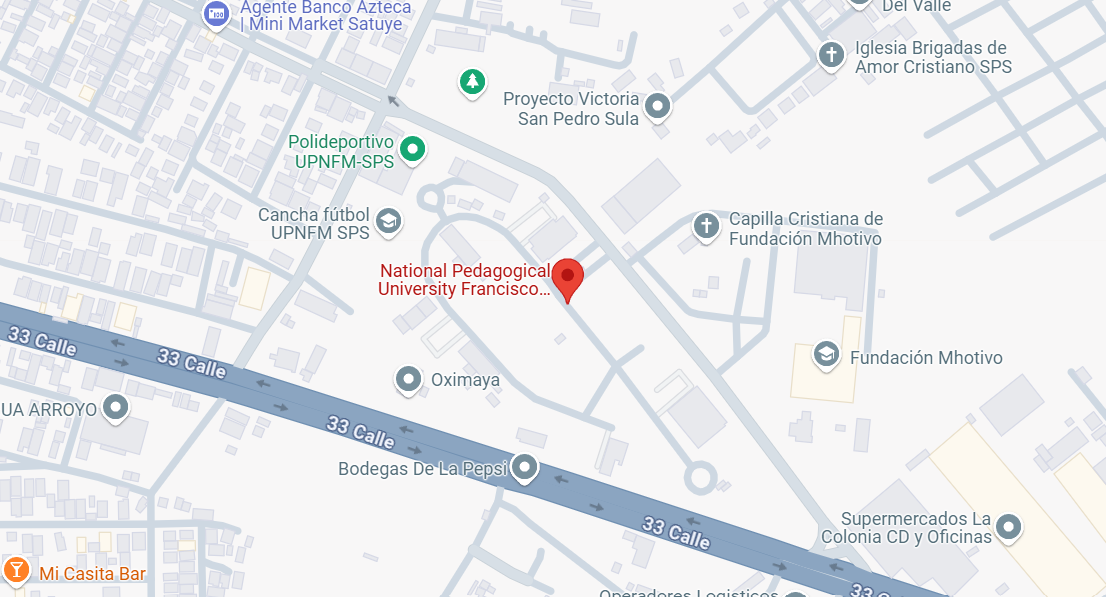 Agente Banco Azteca
| Mini Market Satuye
Del Valle
Iglesia Brigadas de
Amor Cristiano SPS
Proyecto Victoria
San Pedro Sula
Polideportivo
UPNFM-SPS
Cancha fútbol
UPNFM SPS
Capilla Cristiana de
Fundación Mhotivo
National Pedagogical
University Francisco...
33 Calle
33 Calle
Fundación Mhotivo
Oximaya
UA ARROYO
33 Calle
Bodegas De La Pepsi
33 Calle
Supermercados La
Colonia CD y Oficinas
Mi Casita Bar
Operadores Logisticos
33 C